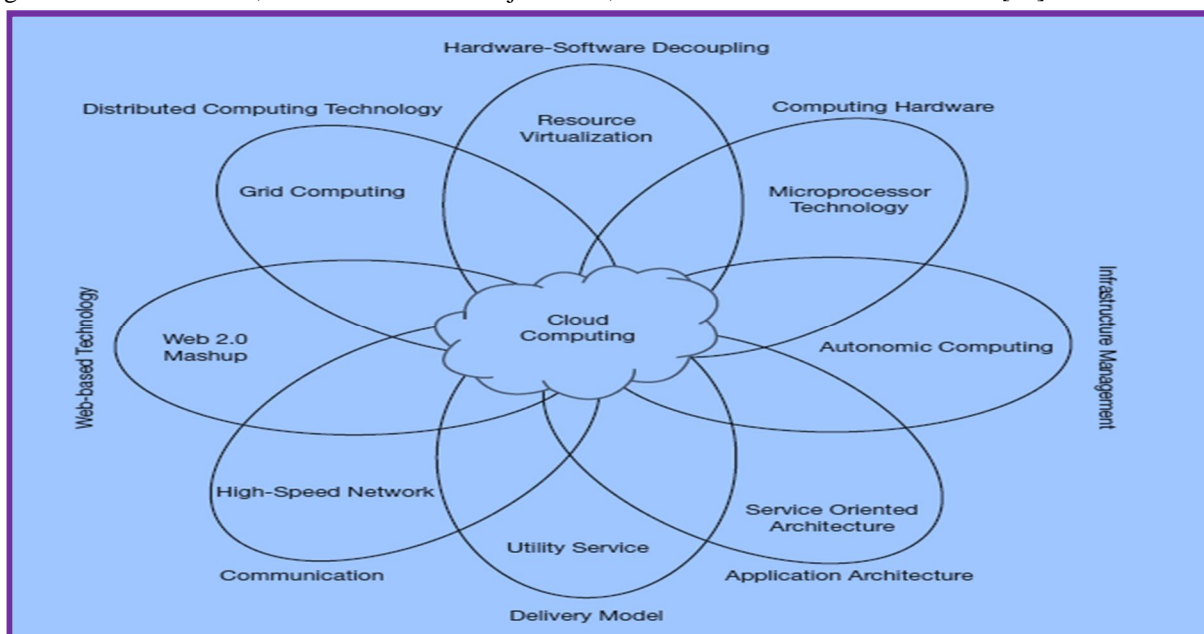 Hardware-Software Decoupling
Distributed Computing Technology
Computing Hardware
Resource
Virtualization
Grid Computing
Microprocessor
Technology
Web-based Technology
Web 2.0
Mashup
Cloud
Computing
Autonomic Computing
Infrastructure Management
High-Speed Network
Service Oriented
Architecture
Utility Service
Communication
Application Architecture
Delivery Model